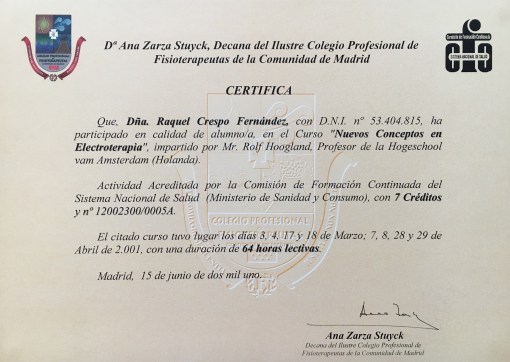 Dª Ana Zarza Stuyck, Decana del Ilustre Colegio Profesional de
Fisioterapeutas de la Comunidad de Madrid
CERTIFICA
Que, Dña. Raquel Crespo Fernández, con D.N.I. nº 53.404.815, ha
participado en calidad de alumno/a, en el Curso "Nuevos Conceptos en
Electroterapia", impartido por Mr. Rolf Hoogland, Profesor de la Hogeschool
vam Amsterdam (Holanda).
Actividad Acreditada por la Comisión de Formación Continuada del
Sistema Nacional de Salud (Ministerio de Sanidad y Consumo), con 7 Créditos
y nº 12002300/0005A.
COLEGIO PROFESIONAL
El citado curso tuvo lugar los días 3, 4, 17 y 18 de Marzo; 7, 8, 28 y 29 de
Abril de 2.001, con una duración de 64 horas lectivas.
Madrid, 15 de junio de dos mil uno.
Ana Zarza Stuyck
Decana del Ilustre Colegio Profesional de
Fisioterapeutas de la Comunidad de Madrid